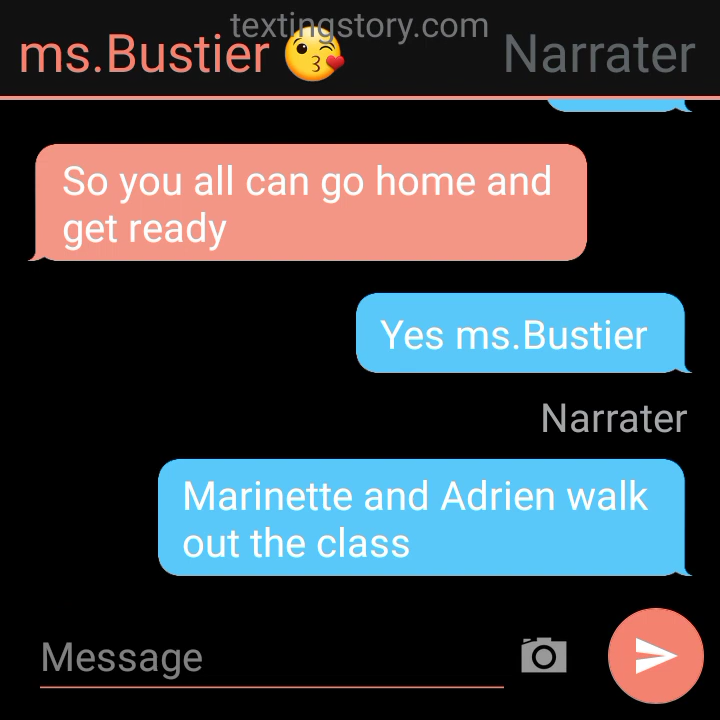 textingstory.com
ms.Bustier 😘 Narrater
So you all can go home and
get ready
Yes ms.Bustier
Narrater
Marinette and Adrien walk
out the class
Message